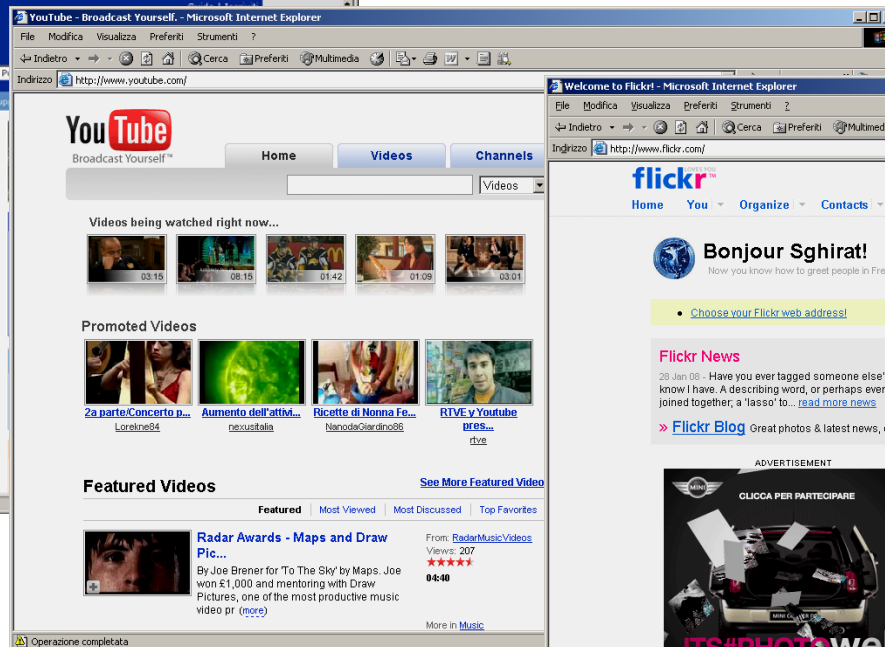 YouTube - Broadcast Yourself. - Microsoft Internet Explorer
File Modifica Visualizza Preferiti Strumenti ?
Indietro Cerca Preferiti Multimedia
Indirizzo http://www.youtube.com/
YouTube
Broadcast Yourself™
Home Videos Channels
Videos
Videos being watched right now...
03:15 08:15 01:42 01:09 03:01
Promoted Videos
2a parte/Concerto p... Aumento dell'attivi... Ricette di Nonna Fe... RTVE y Youtube
pres...
Lorekne84 nexusitalia NanodaGiardino86
rtve
Featured Videos
See More Featured Video
Featured Most Viewed Most Discussed Top Favorites
Radar Awards - Maps and Draw
Pic...
By Joe Brener for 'To The Sky' by Maps. Joe
won £1,000 and mentoring with Draw
Pictures, one of the most productive music
video pr (more)
From: RadarMusicVideos
Views: 207
04:40
More in Music
Operazione completata
Welcome to Flickr! - Microsoft Internet Explorer
File Modifica Visualizza Preferiti Strumenti ?
Indietro Cerca Preferiti Multimed
Indirizzo http://www.flickr.com/
LOVES YOU
flickr™
Home You Organize Contacts
Bonjour Sghirat!
Now you know how to greet people in Fre
Choose your Flickr web address!
Flickr News
28 Jan 08 - Have you ever tagged someone else'
know I have. A describing word, or perhaps ever
joined together; a 'lasso' to... read more news
» Flickr Blog Great photos & latest news,
ADVERTISEMENT
MINI
CLICCA PER PARTECIPARE
ITS#PHOTOwe